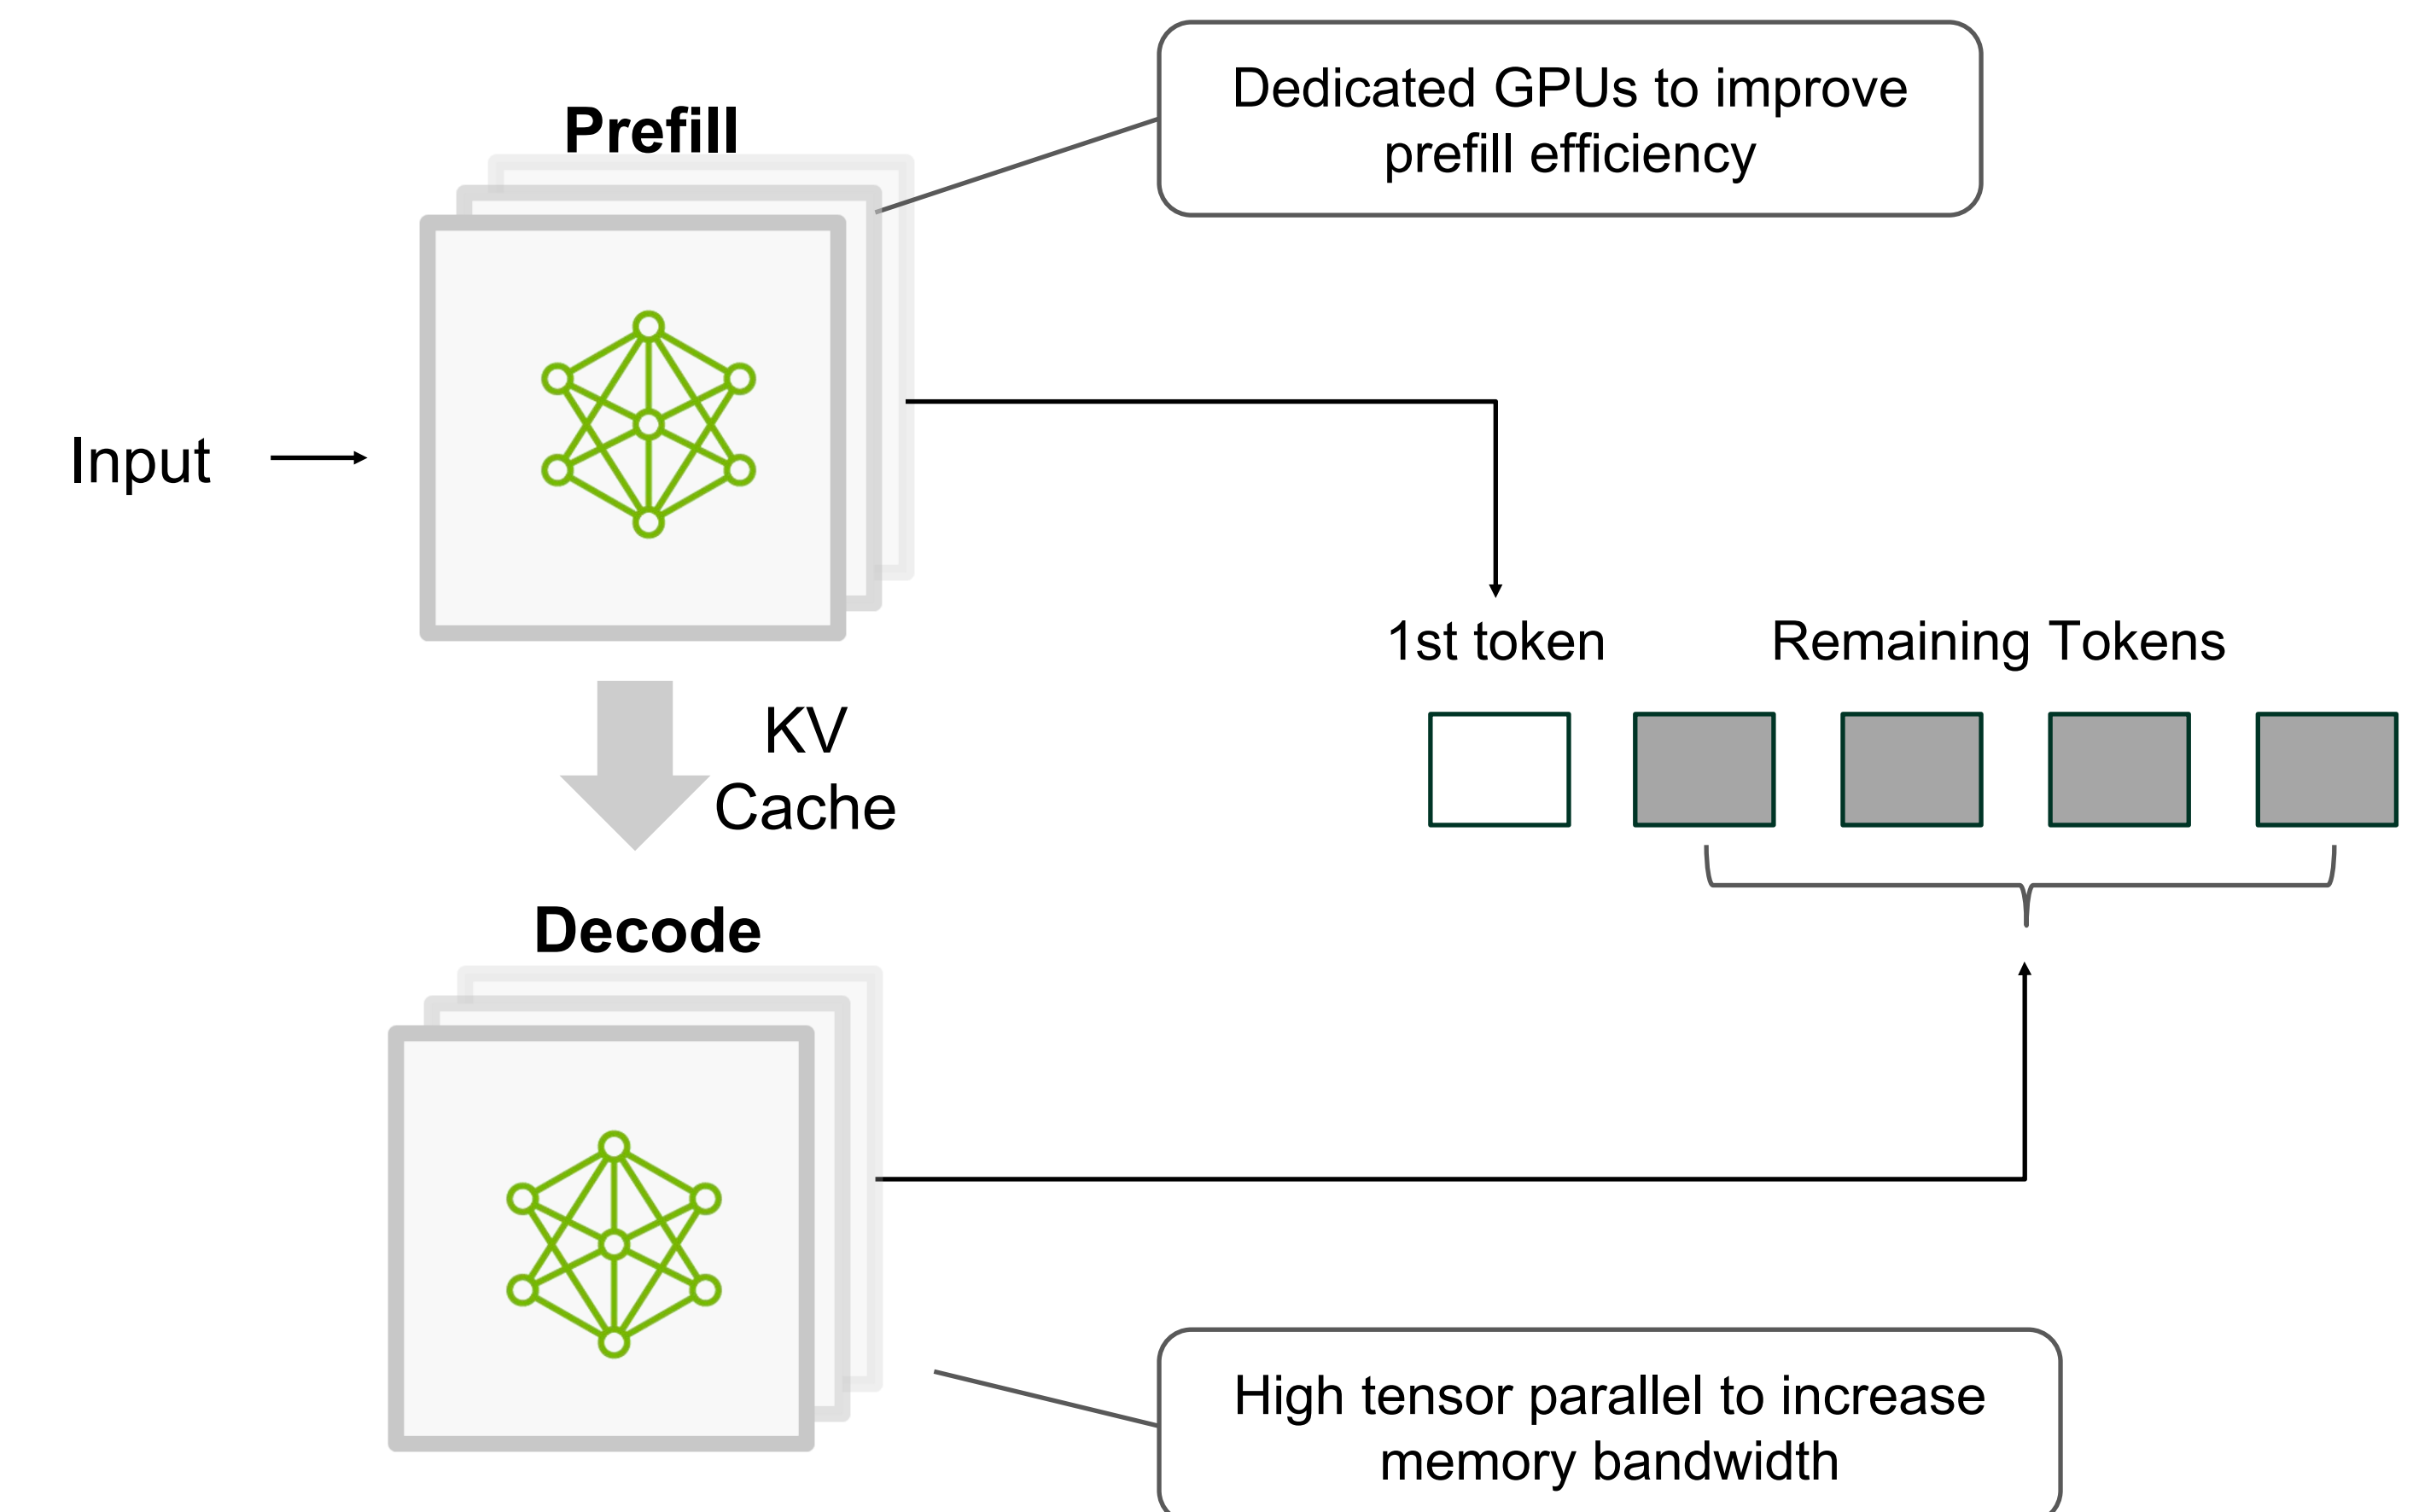 Dedicated GPUs to improve
prefill efficiency
Prefill
Input
1st token
Remaining Tokens
KV
Cache
Decode
High tensor parallel to increase
memory bandwidth